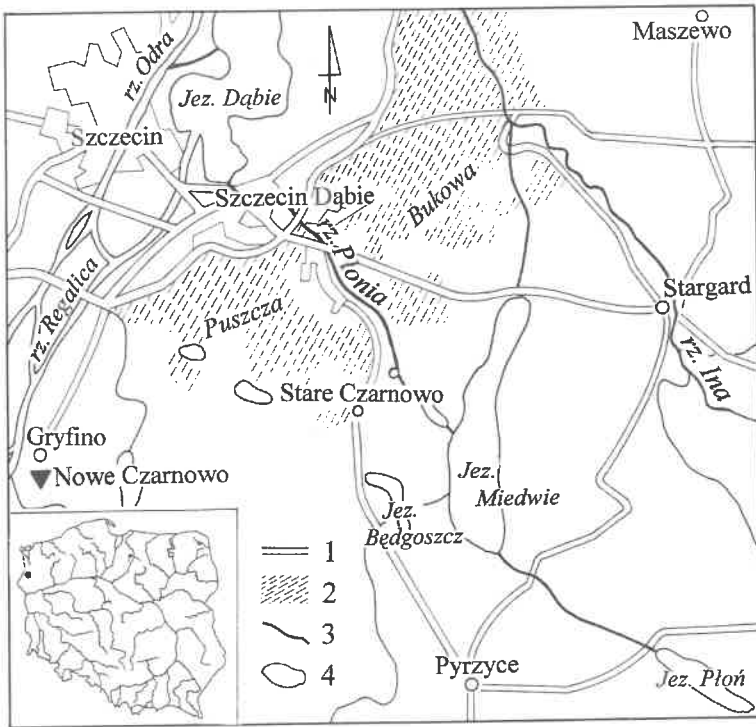 Maszewo
rz. Odra
Jez. Dąbie
N
Szczecin
Szczecin Dąbie
Bukowa
rz. Płonia
rz. Regalica
Puszcza
Stargard
rz. Ina
Stare Czarnowo
Gryfino
Nowe Czarnowo
Jez.
Miedwie
Jez.
Będgoszcz
1
2
3
4
Pyrzyce
Jez. Płoń